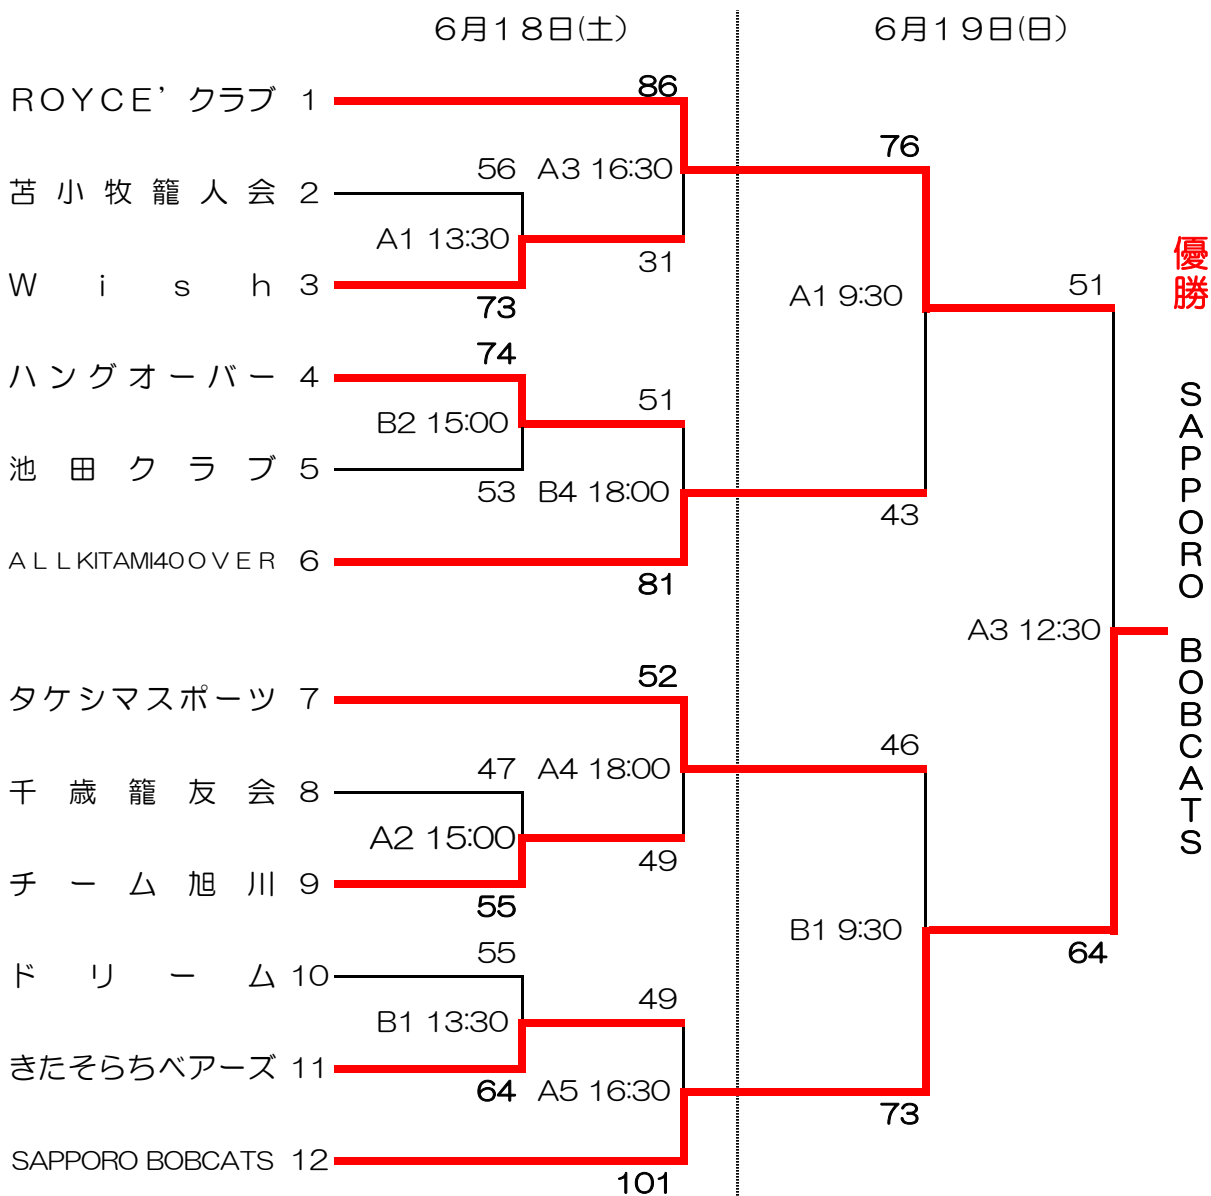 ６月１８日(土)
６月１９日(日)
86
ＲＯＹＣＥ’クラブ 1
76
56 A3 16:30
苫小牧籠人会 2
A1 13:30
31
Ｗｉｓｈ 3
73
A1 9:30
51
74
ハングオーバー 4
51
B2 15:00
池田クラブ 5
53 B4 18:00
43
ＡＬＬKITAMI40ＯＶＥＲ 6
81
A3 12:30
52
タケシマスポーツ 7
46
47 A4 18:00
千歳籠友会 8
A2 15:00
49
チーム旭川 9
55
B1 9:30
64
55
ドリーム 10
49
B1 13:30
きたそらちベアーズ 11
64 A5 16:30
73
SAPPORO BOBCATS 12
101
優勝
SAPPORO BOBCATS